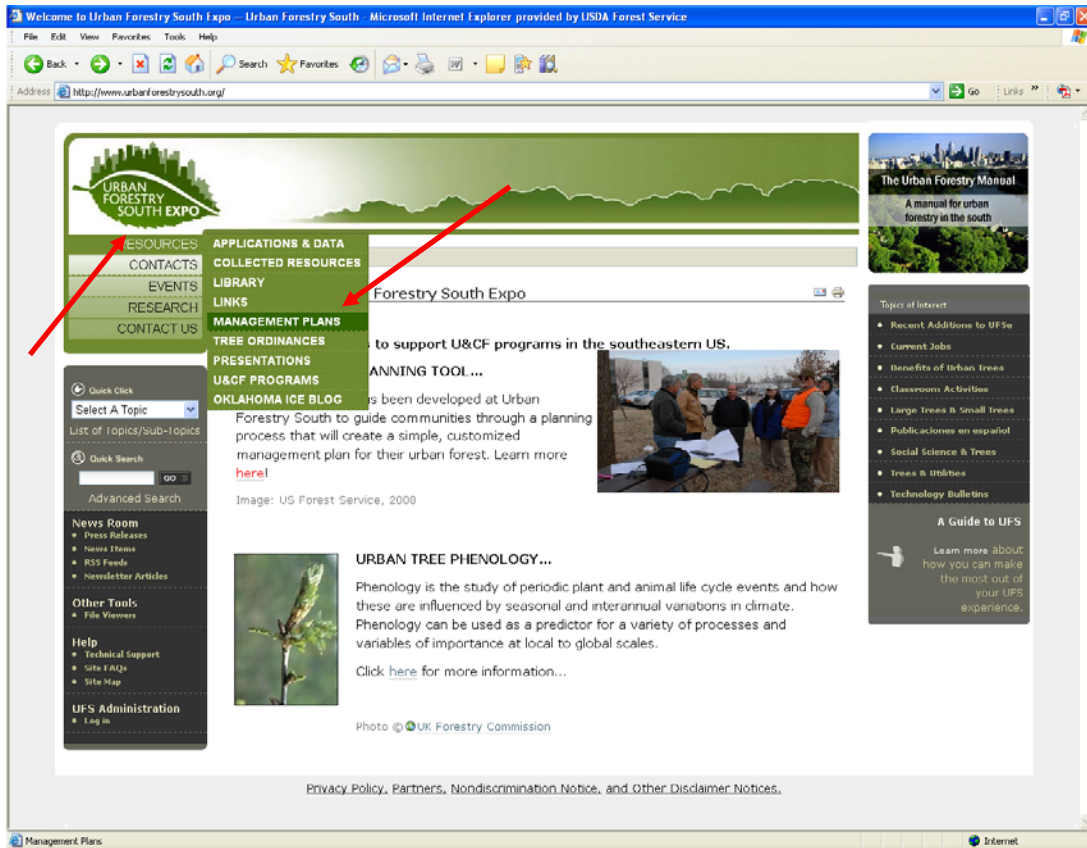 Welcome to Urban Forestry South Expo — Urban Forestry South - Microsoft Internet Explorer provided by USDA Forest Service
File Edit View Favorites Tools Help
Back Search Favorites
Address http://www.urbanforestrysouth.org/ Go Links »
URBAN
FORESTRY
SOUTH EXPO
RESOURCES
CONTACTS
EVENTS
RESEARCH
CONTACT US
APPLICATIONS & DATA
COLLECTED RESOURCES
LIBRARY
LINKS
MANAGEMENT PLANS
TREE ORDINANCES
PRESENTATIONS
U&CF PROGRAMS
OKLAHOMA ICE BLOG
Quick Click
Select A Topic
List of Topics/Sub-Topics
Quick Search
GO
Advanced Search
News Room
Press Releases
News Items
RSS Feeds
Newsletter Articles
Other Tools
File Viewers
Help
Technical Support
Site FAQs
Site Map
UFS Administration
Log in
Forestry South Expo
to support U&CF programs in the southeastern US.
ANNING TOOL...
as been developed at Urban
Forestry South to guide communities through a planning
process that will create a simple, customized
management plan for their urban forest. Learn more
here!
Image: US Forest Service, 2008
URBAN TREE PHENOLOGY...
Phenology is the study of periodic plant and animal life cycle events and how
these are influenced by seasonal and interannual variations in climate.
Phenology can be used as a predictor for a variety of processes and
variables of importance at local to global scales.
Click here for more information...
Photo © UK Forestry Commission
The Urban Forestry Manual
A manual for urban
forestry in the south
Topics of Interest
Recent Additions to UFSe
Current Jobs
Benefits of Urban Trees
Classroom Activities
Large Trees & Small Trees
Publicaciones en español
Social Science & Trees
Trees & Utilities
Technology Bulletins
A Guide to UFS
Learn more about
how you can make
the most out of
your UFS
experience.
Privacy Policy, Partners, Nondiscrimination Notice, and Other Disclaimer Notices.
Management Plans
Internet